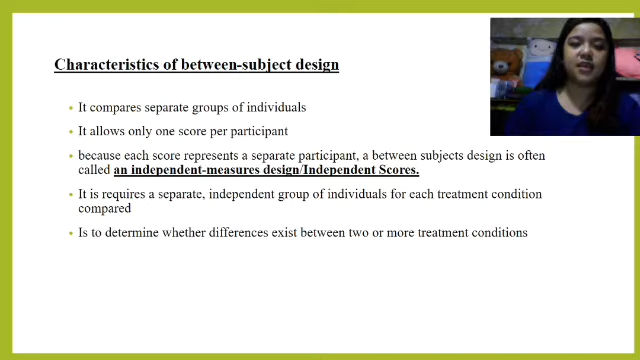 Characteristics of between-subject design
It compares separate groups of individuals
It allows only one score per participant
because each score represents a separate participant, a between subjects design is often
called an independent-measures design/Independent Scores.
It is requires a separate, independent group of individuals for each treatment condition
compared
Is to determine whether differences exist between two or more treatment conditions